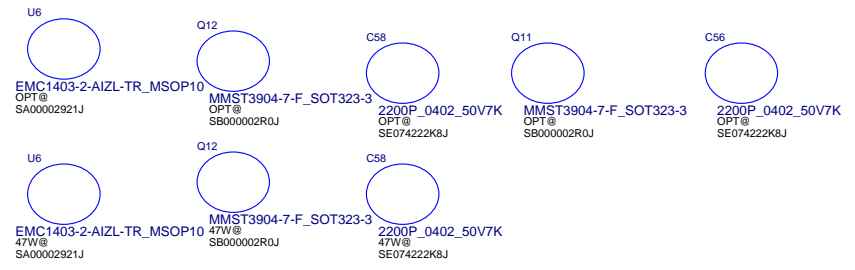 U6
EMC1403-2-AIZL-TR_MSOP10
OPT@
SA00002921J
Q12
MMST3904-7-F_SOT323-3
OPT@
SB000002R0J
C58
2200P_0402_50V7K
OPT@
SE074222K8J
Q11
MMST3904-7-F_SOT323-3
OPT@
SB000002R0J
C56
2200P_0402_50V7K
OPT@
SE074222K8J
U6
EMC1403-2-AIZL-TR_MSOP10
47W@
SA00002921J
Q12
MMST3904-7-F_SOT323-3
47W@
SB000002R0J
C58
2200P_0402_50V7K
47W@
SE074222K8J